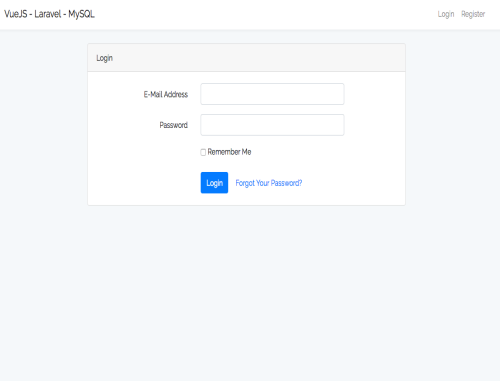 VueJS - Laravel - MySQL
Login Register
Login
E-Mail Address
Password
Remember Me
Login Forgot Your Password?